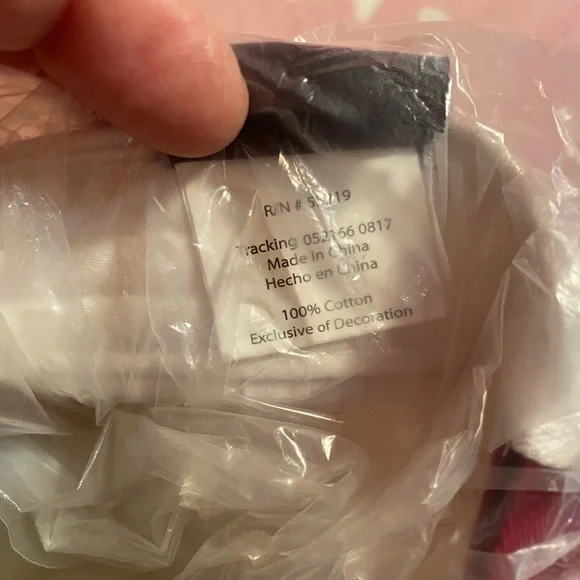 R/N #
Tracking 0817
Made in China
Hecho en China
100% Cotton
Exclusive of Decoration